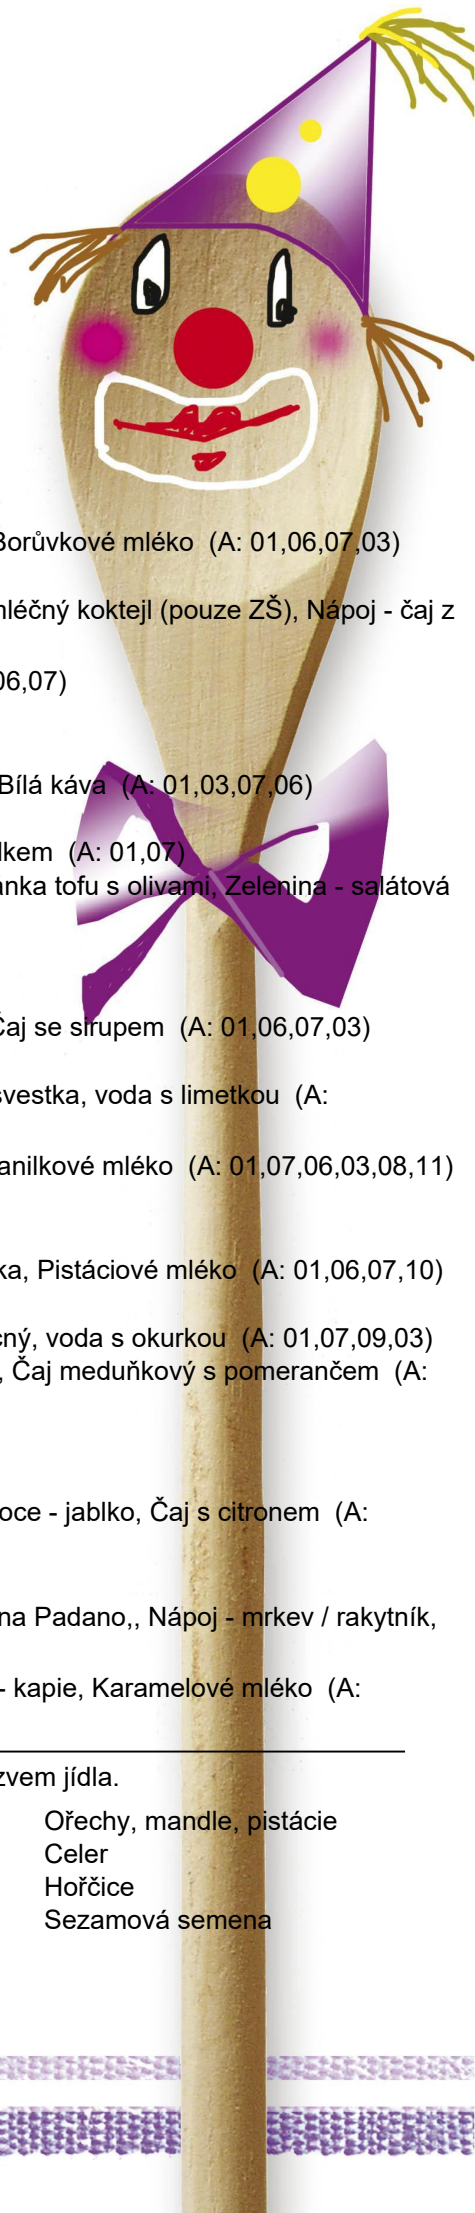 Borůvkové mléko (A: 01,06,07,03)
mléčný koktejl (pouze ZŠ), Nápoj - čaj z
06,07)
Bílá káva (A: 01,03,07,06)
lkem (A: 01,07)
ánka tofu s olivami, Zelenina - salátová
Čaj se sirupem (A: 01,06,07,03)
švestka, voda s limetkou (A:
anilkové mléko (A: 01,07,06,03,08,11)
ka, Pistáciové mléko (A: 01,06,07,10)
cný, voda s okurkou (A: 01,07,09,03)
, Čaj meduňkový s pomerančem (A:
oce - jablko, Čaj s citronem (A:
na Padano,, Nápoj - mrkev / rakytník,
- kapie, Karamelové mléko (A:
zvem jídla.
Ořechy, mandle, pistácie
Celer
Hořčice
Sezamová semena